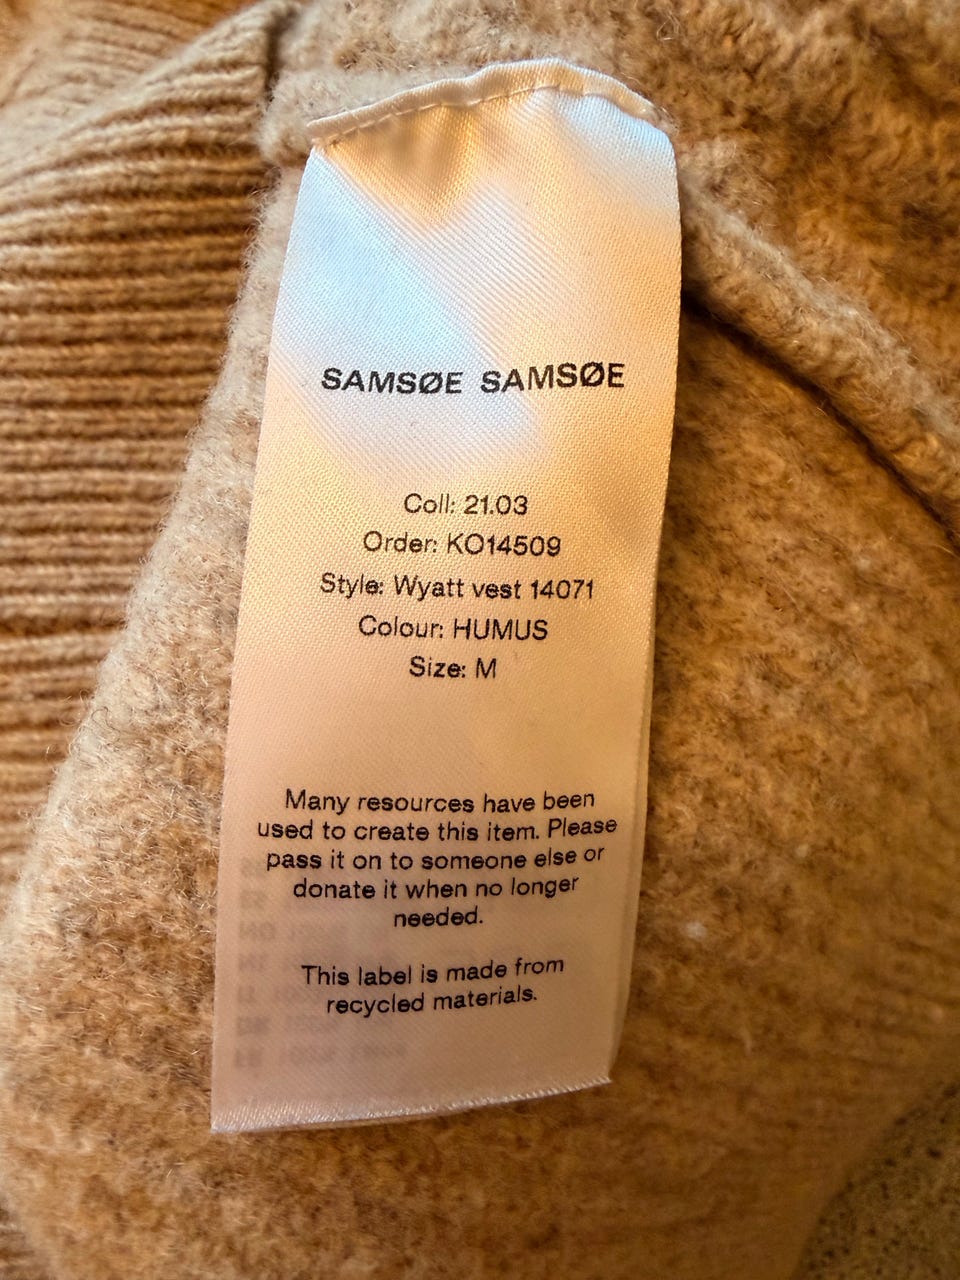 SAMSØE SAMSØE
Coll: 21.03
Order: KO14509
Style: Wyatt vest 14071
Colour: HUMUS
Size: M
Many resources have been
used to create this item. Please
pass it on to someone else or
donate it when no longer
needed.
This label is made from
recycled materials.